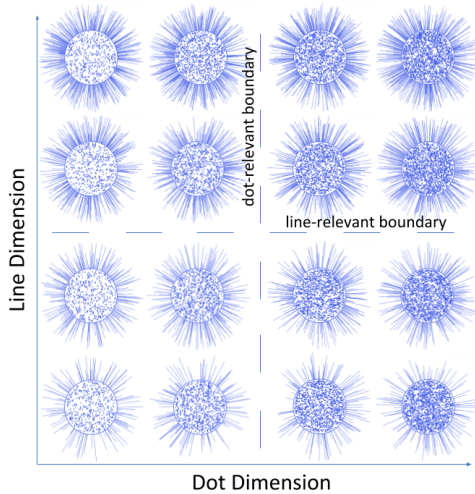 dot-relevant boundary
line-relevant boundary
Line Dimension
Dot Dimension